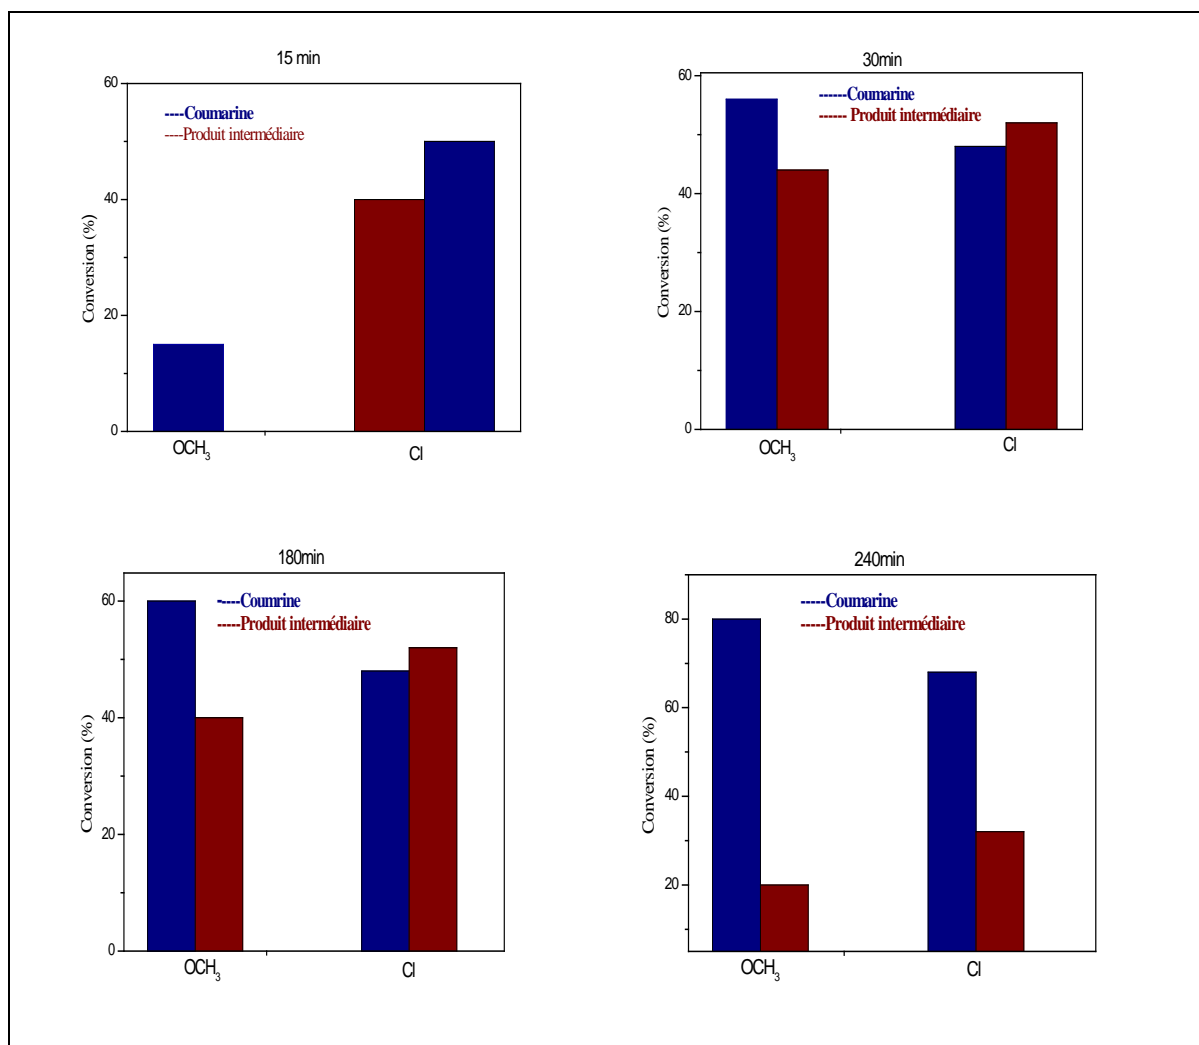 15 min
60
40
20
0
Conversion (%)
----Coumarine
----Produit intermédiaire
OCH3
Cl
30min
60
40
20
0
Conversion (%)
------Coumarine
------ Produit intermédiaire
OCH3
Cl
180min
60
40
20
0
Conversion (%)
-----Coumrine
-----Produit intermédiaire
OCH3
Cl
240min
80
60
40
20
Conversion (%)
-----Coumarine
-----Produit intermédiaire
OCH3
Cl